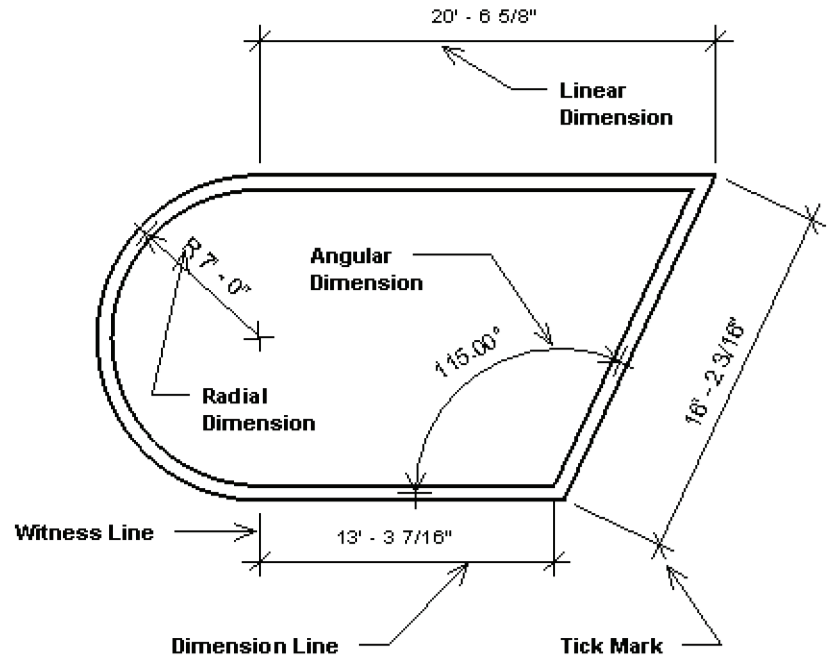 20' - 6 5/8"
Linear
Dimension
R 7' - 0"
Angular
Dimension
115.00°
16' - 2 3/16"
Radial
Dimension
Witness Line
13' - 3 7/16"
Dimension Line
Tick Mark